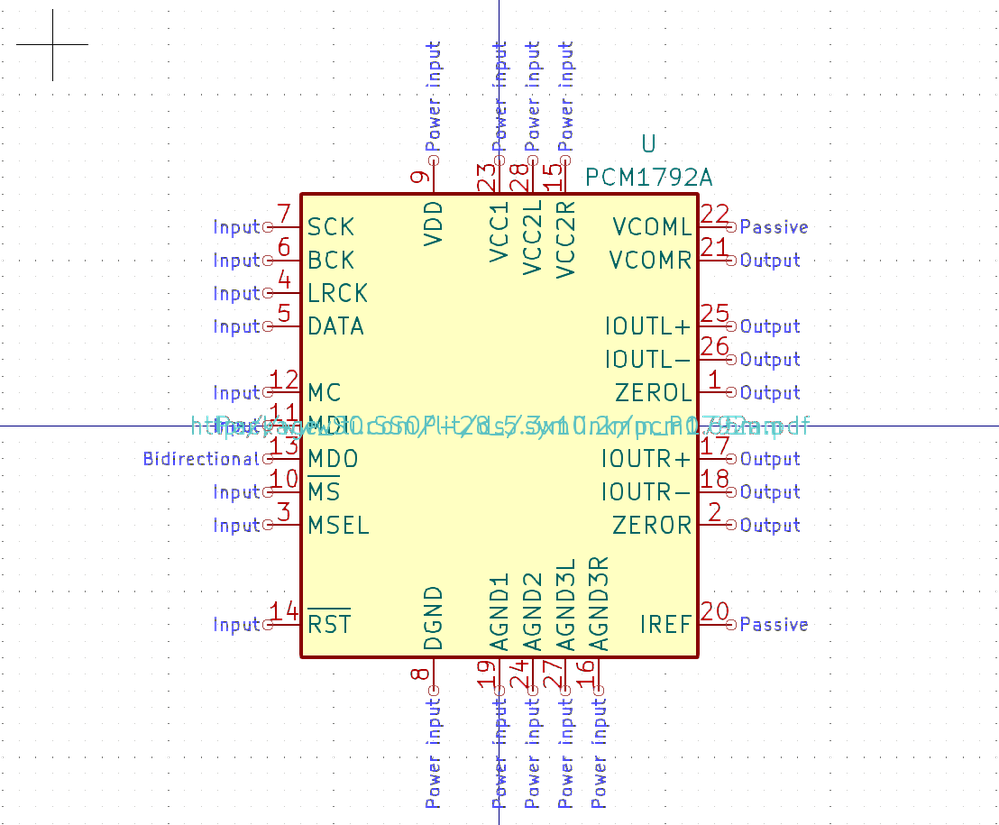 Power input
Power input
Power input
Power input
U
PCM1792A
9
23
28
15
VDD
VCC1
VCC2L
VCC2R
Input 7 SCK
VCOML 22 Passive
Input 6 BCK
VCOMR 21 Output
Input 4 LRCK
Input 5 DATA
IOUTL+ 25 Output
IOUTL- 26 Output
Input 12 MC
ZEROL 1 Output
Input 11 MDI
Bidirectional 13 MDO
IOUTR+ 17 Output
Input 10 MS
IOUTR- 18 Output
Input 3 MSEL
ZEROR 2 Output
Input 14 RST
IREF 20 Passive
DGND
AGND1
AGND2
AGND3L
AGND3R
8
19
24
27
16
Power input
Power input
Power input
Power input
Power input